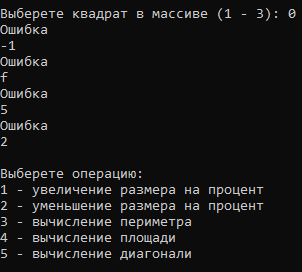 Выберете квадрат в массиве (1 - 3): 0
Ошибка
-1
Ошибка
f
Ошибка
5
Ошибка
2
Выберете операцию:
1 - увеличение размера на процент
2 - уменьшение размера на процент
3 - вычисление периметра
4 - вычисление площади
5 - вычисление диагонали